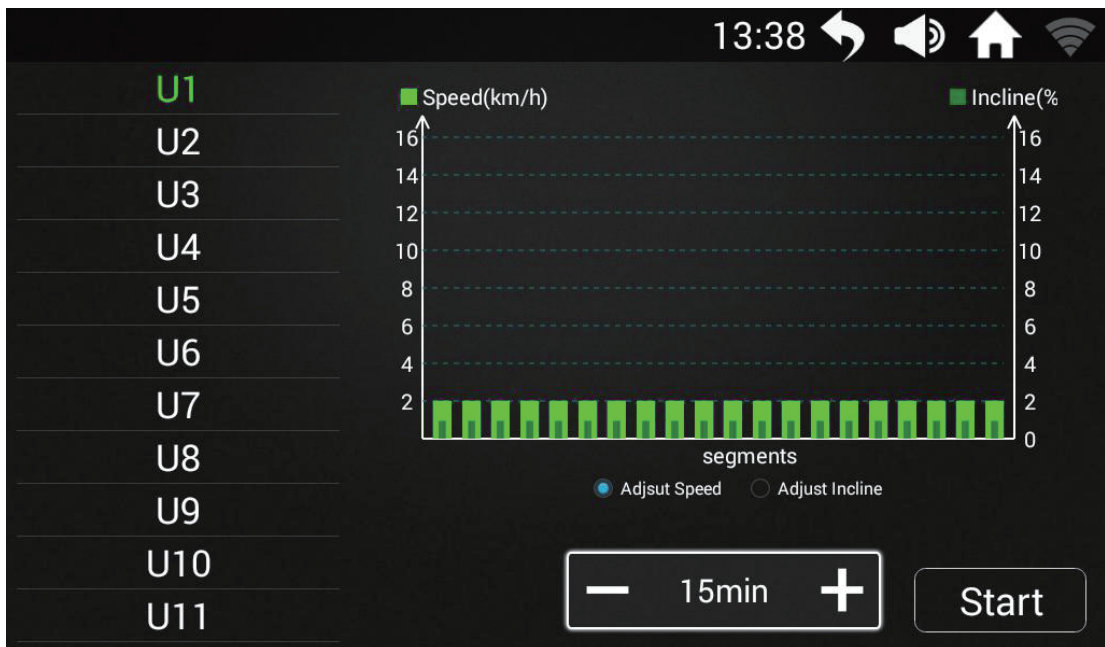 13:38
U1
U2
U3
U4
U5
U6
U7
U8
U9
U10
U11
Speed(km/h) Incline(%
16 16
14 14
12 12
10 10
8 8
6 6
4 4
2 2
0
segments
Adjsut Speed Adjust Incline
15min
Start